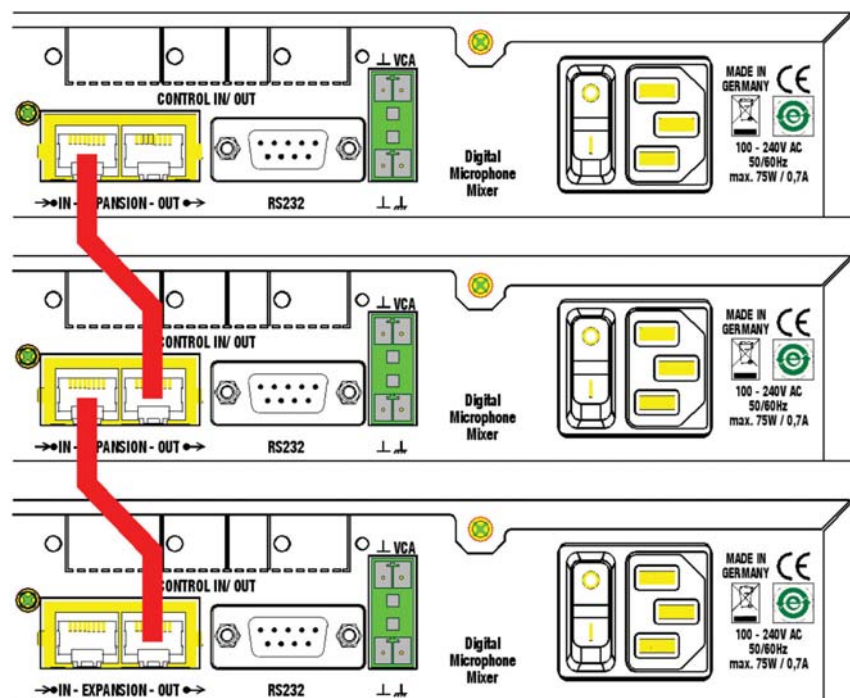 VCA
CONTROL IN/ OUT
MADE IN
GERMANY
CE
e
Digital
Microphone
Mixer
100 - 240V AC
50/60Hz
max. 75W / 0,7A
IN - EXPANSION - OUT
RS232
VCA
CONTROL IN/ OUT
MADE IN
GERMANY
CE
e
Digital
Microphone
Mixer
100 - 240V AC
50/60Hz
max. 75W / 0,7A
IN - EXPANSION - OUT
RS232
VCA
CONTROL IN/ OUT
MADE IN
GERMANY
CE
e
Digital
Microphone
Mixer
100 - 240V AC
50/60Hz
max. 75W / 0,7A
IN - EXPANSION - OUT
RS232